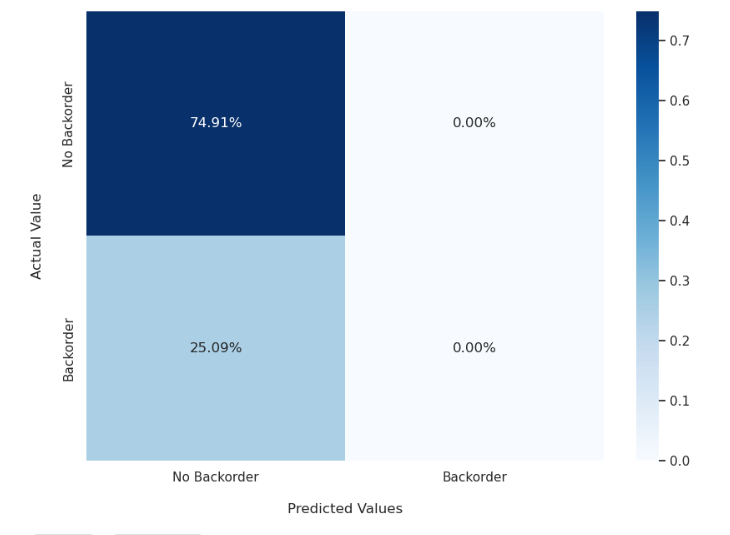 Actual Value
No Backorder
Backorder
74.91%
0.00%
25.09%
0.00%
No Backorder
Backorder
Predicted Values
0.7
0.6
0.5
0.4
0.3
0.2
0.1
0.0